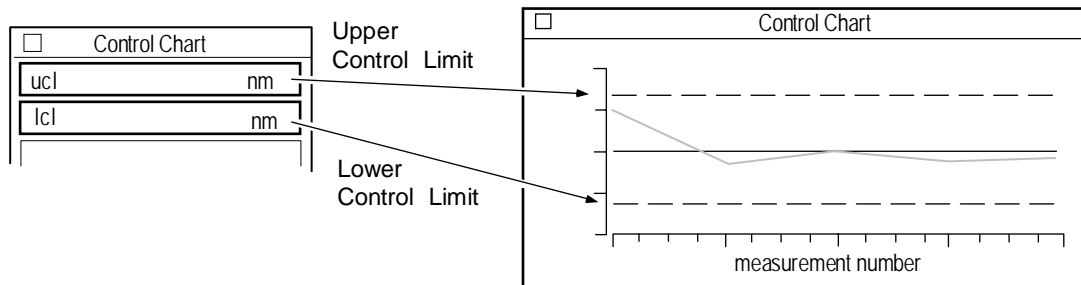 Control Chart
ucl nm
lcl nm
Upper
Control Limit
Lower
Control Limit
Control Chart
measurement number